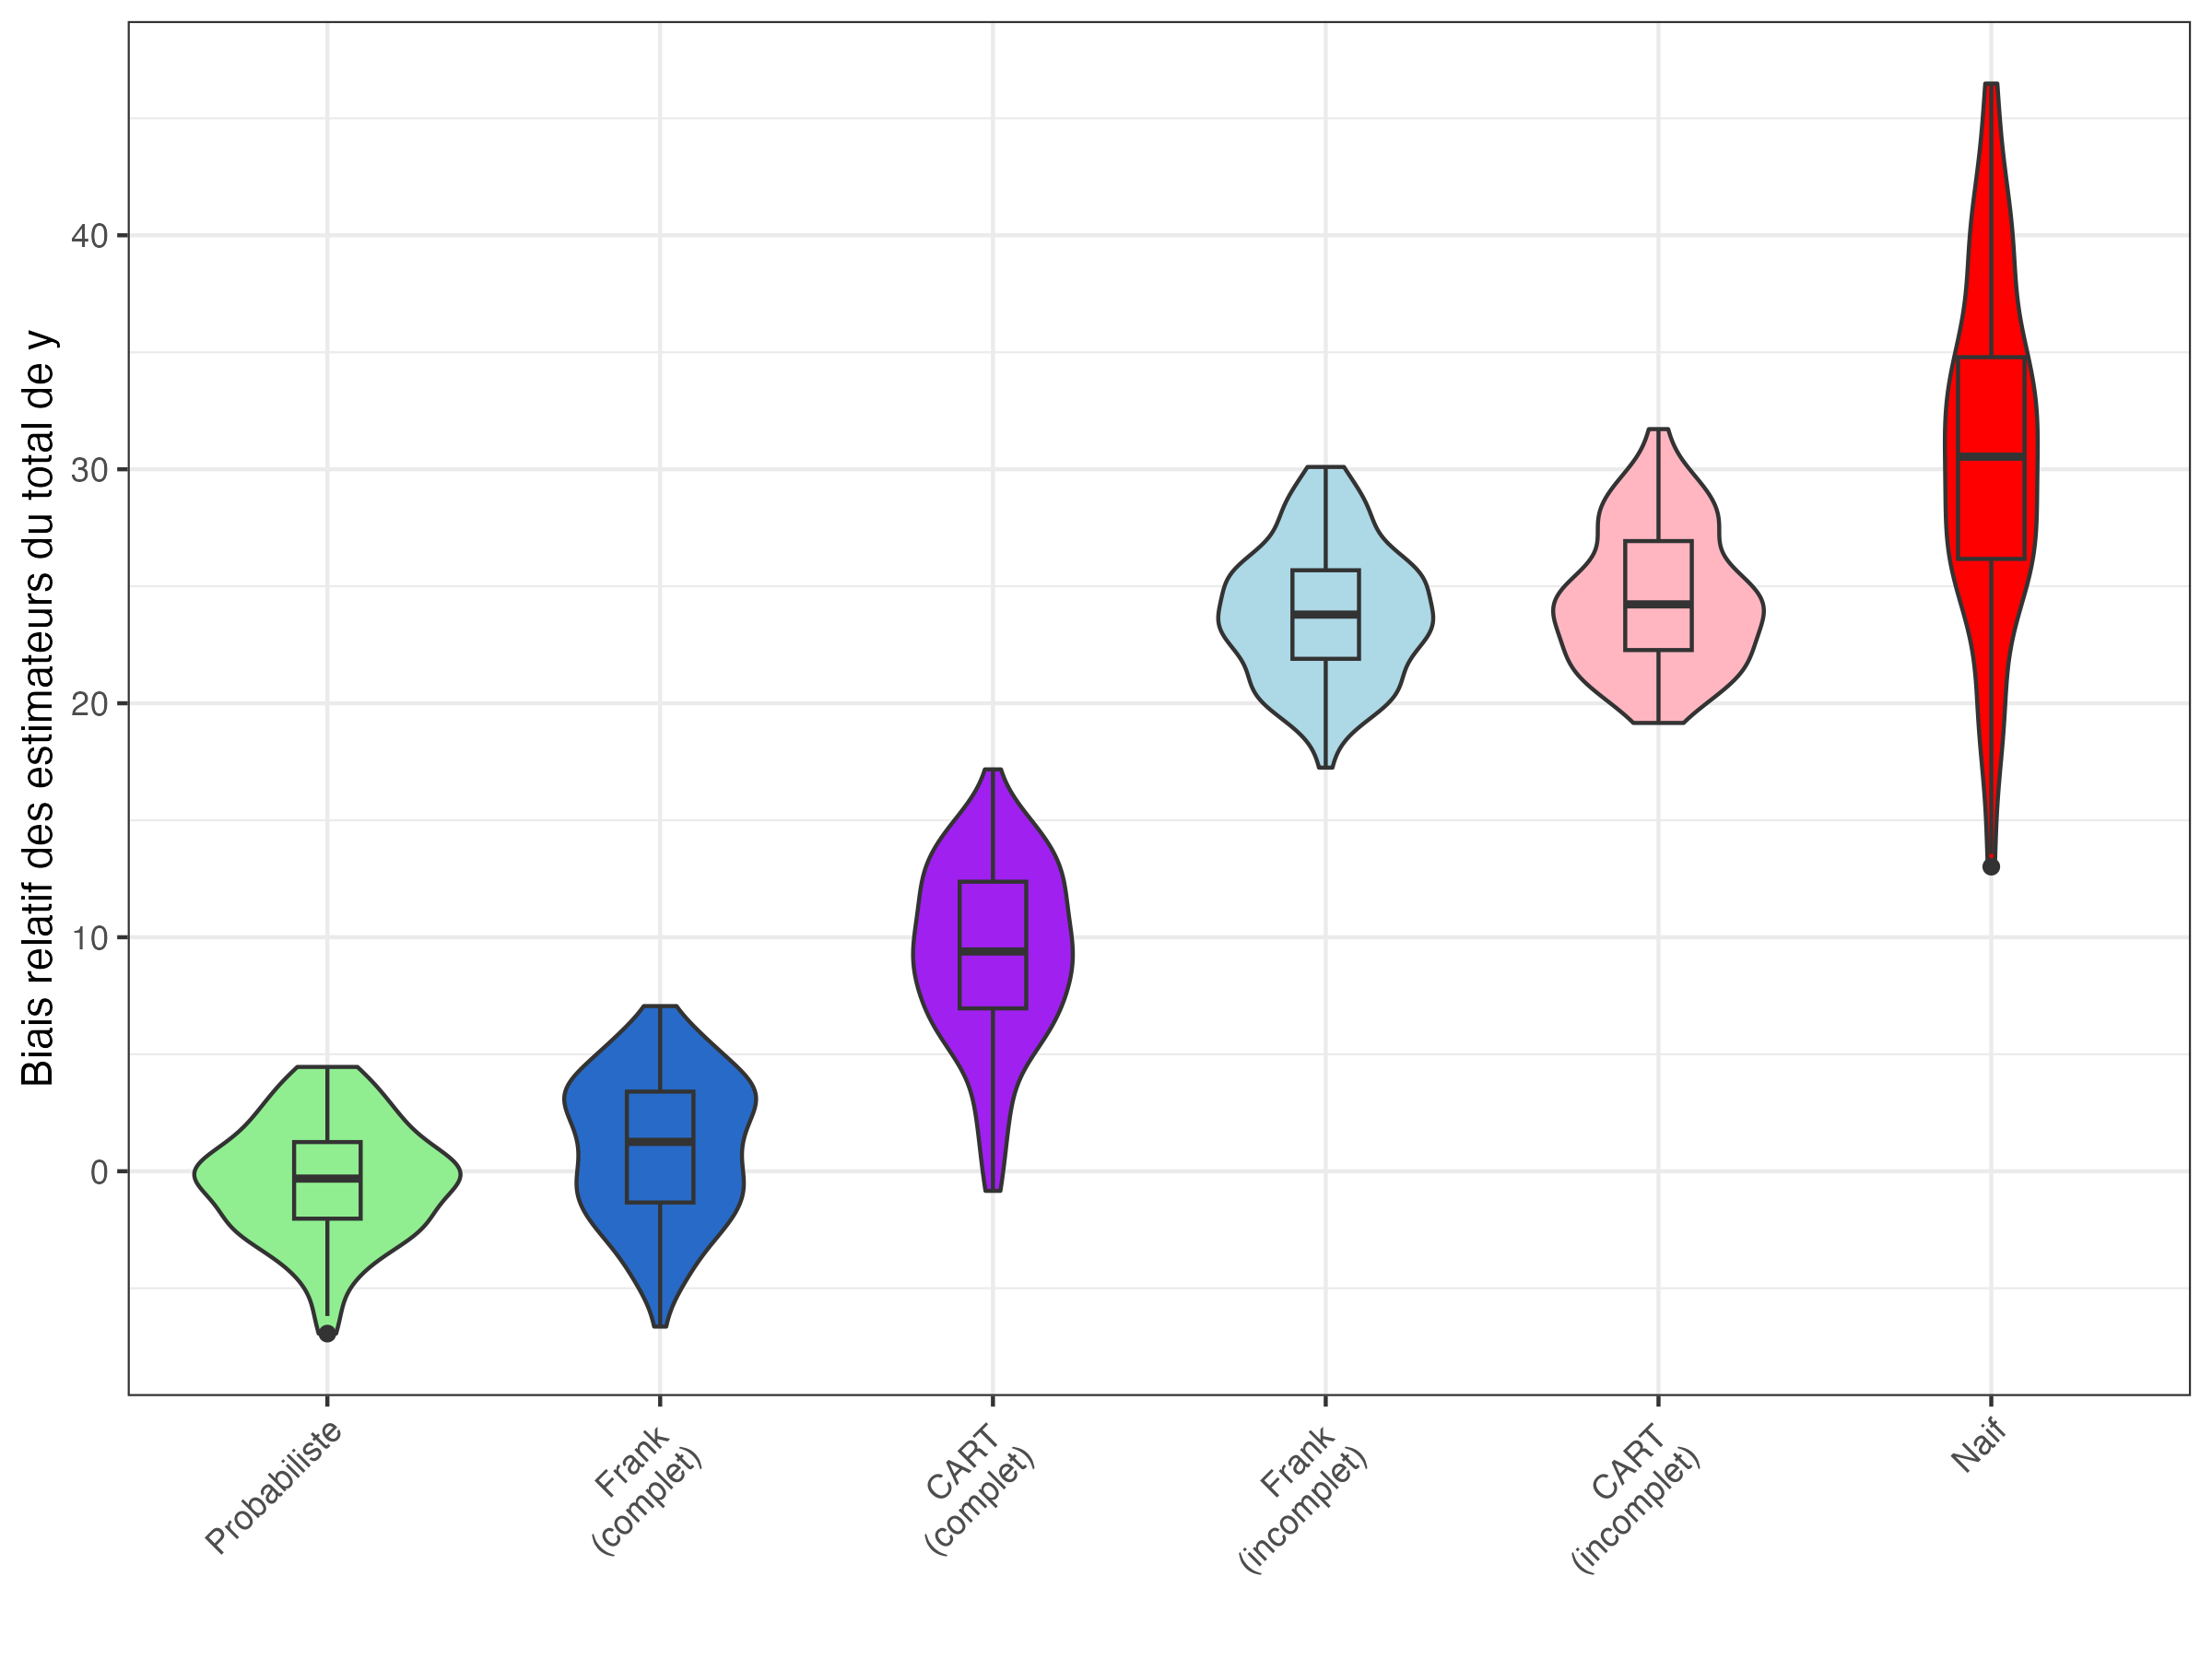 Biais relatif des estimateurs du total de y
40
30
20
10
0
Probabiliste
Frank
(complet)
CART
(complet)
Frank
(incomplet)
CART
(incomplet)
Naïf